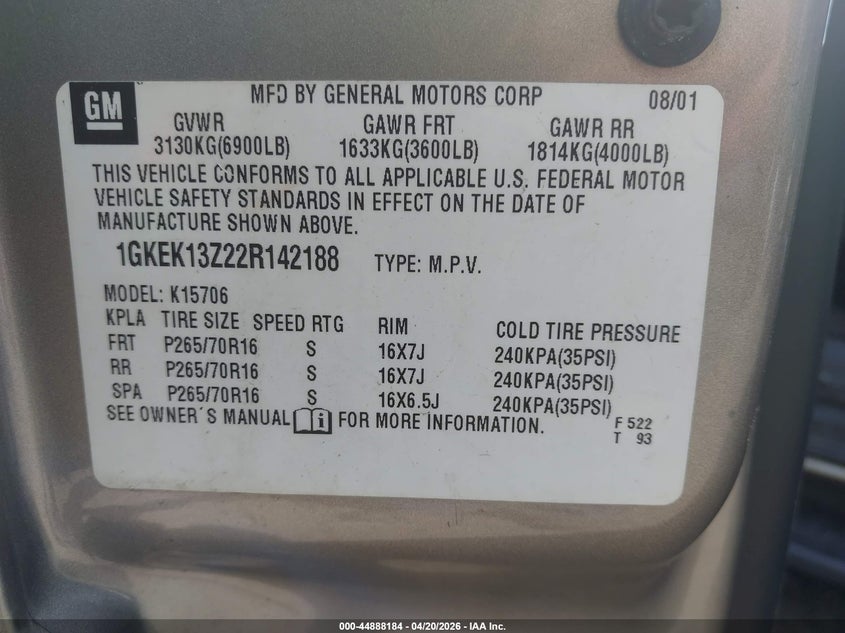 GM
MFD BY GENERAL MOTORS CORP 08/01
GVWR GAWR FRT GAWR RR
3130KG(6900LB) 1633KG(3600LB) 1814KG(4000LB)
THIS VEHICLE CONFORMS TO ALL APPLICABLE U.S. FEDERAL MOTOR
VEHICLE SAFETY STANDARDS IN EFFECT ON THE DATE OF
MANUFACTURE SHOWN ABOVE.
1GKEK13Z22R142188 TYPE: M.P.V.
MODEL: K15706
KPLA TIRE SIZE SPEED RTG RIM COLD TIRE PRESSURE
FRT P265/70R16 S 16X7J 240KPA(35PSI)
RR P265/70R16 S 16X7J 240KPA(35PSI)
SPA P265/70R16 S 16X6.5J 240KPA(35PSI)
SEE OWNER'S MANUAL i FOR MORE INFORMATION. F 522
T 93
000-44888184 - 04/20/2026 - IAA Inc.